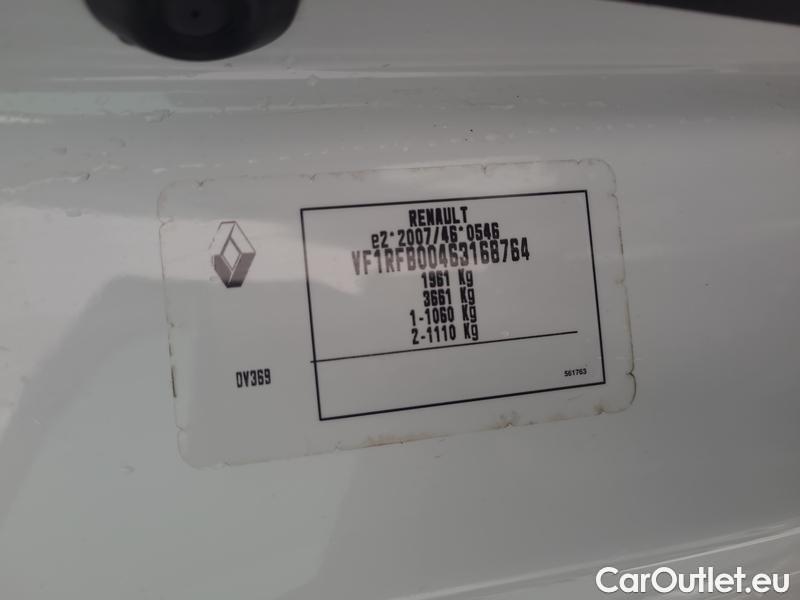 RENAULT
e2*2007/46*0546
VF1RFB00463168764
1961 Kg
3661 Kg
1-1060 Kg
2-1110 Kg
DV369
561763
CarOutlet.eu